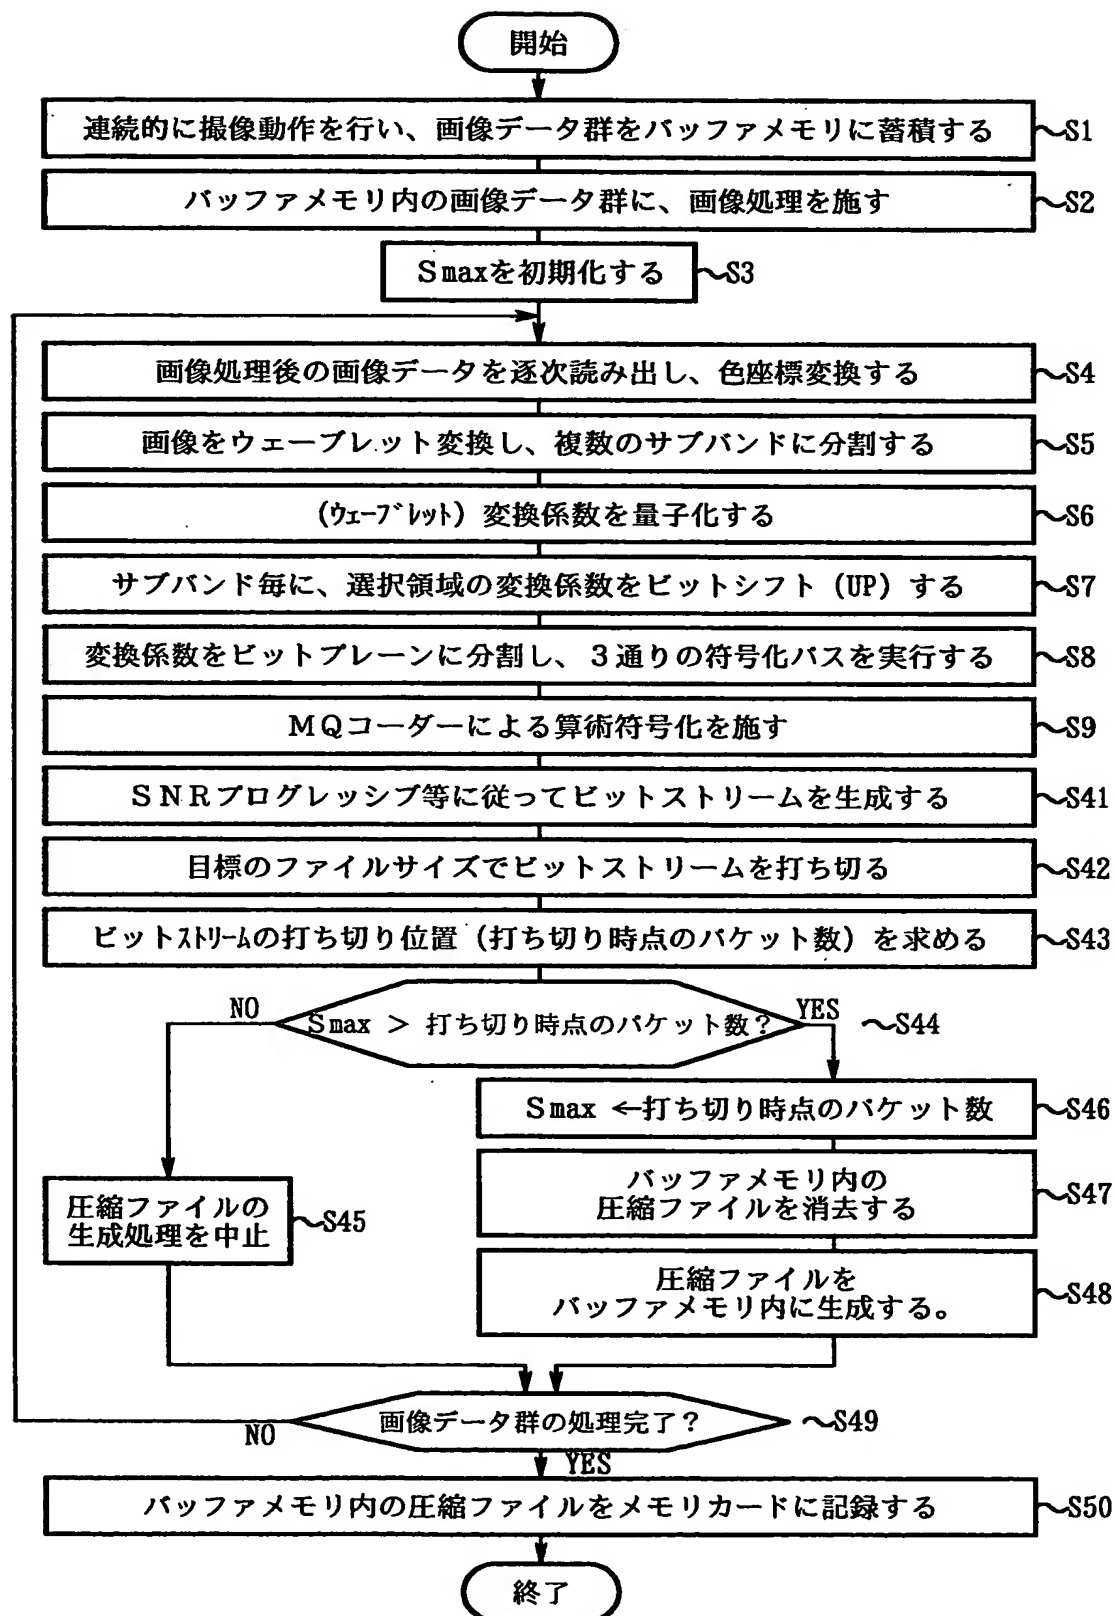 開始
連続的に撮像動作を行い、画像データ群をバッファメモリに蓄積する
S1
バッファメモリ内の画像データ群に、画像処理を施す
S2
Smaxを初期化する
S3
画像処理後の画像データを逐次読み出し、色座標変換する
S4
画像をウェーブレット変換し、複数のサブバンドに分割する
S5
(ウェーブレット) 変換係数を量子化する
S6
サブバンド毎に、選択領域の変換係数をビットシフト (UP) する
S7
変換係数をビットプレーンに分割し、3通りの符号化パスを実行する
S8
MQコーダーによる算術符号化を施す
S9
SNRプログレッシブ等に従ってビットストリームを生成する
S41
目標のファイルサイズでビットストリームを打ち切る
S42
ビットストリームの打ち切り位置 (打ち切り時点のパケット数) を求める
S43
NO
Smax > 打ち切り時点のパケット数?
YES
S44
Smax ←打ち切り時点のパケット数
S46
バッファメモリ内の
圧縮ファイルを消去する
S47
圧縮ファイルの
生成処理を中止
S45
圧縮ファイルを
バッファメモリ内に生成する。
S48
画像データ群の処理完了?
S49
NO
YES
バッファメモリ内の圧縮ファイルをメモリカードに記録する
S50
終了